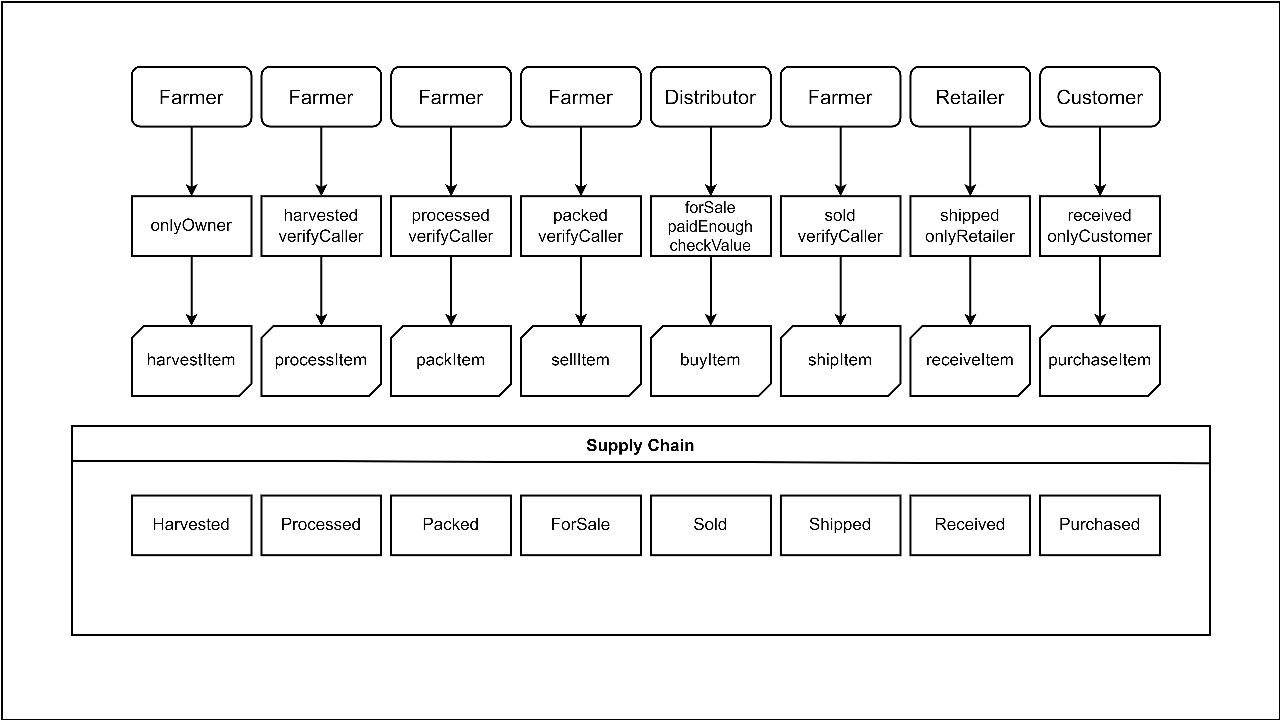 Farmer
Farmer
Farmer
Farmer
Distributor
Farmer
Retailer
Customer
onlyOwner
harvested
verifyCaller
processed
verifyCaller
packed
verifyCaller
forSale
paidEnough
checkValue
sold
verifyCaller
shipped
onlyRetailer
received
onlyCustomer
harvestItem
processItem
packItem
sellItem
buyItem
shipItem
receiveItem
purchaseItem
Supply Chain
Harvested
Processed
Packed
ForSale
Sold
Shipped
Received
Purchased